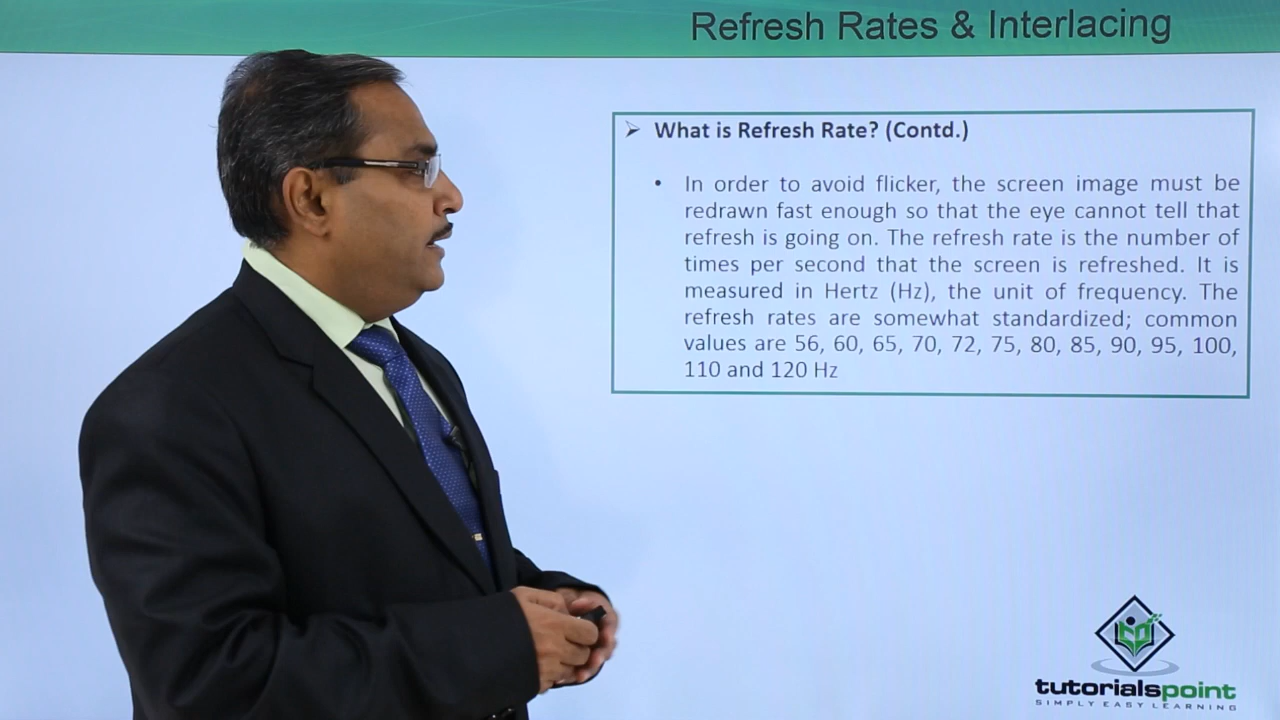 Refresh Rates & Interlacing
➢ What is Refresh Rate? (Contd.)
• In order to avoid flicker, the screen image must be
redrawn fast enough so that the eye cannot tell that
refresh is going on. The refresh rate is the number of
times per second that the screen is refreshed. It is
measured in Hertz (Hz), the unit of frequency. The
refresh rates are somewhat standardized; common
values are 56, 60, 65, 70, 72, 75, 80, 85, 90, 95, 100,
110 and 120 Hz
tutorialspoint
SIMPLY EASY LEARNING